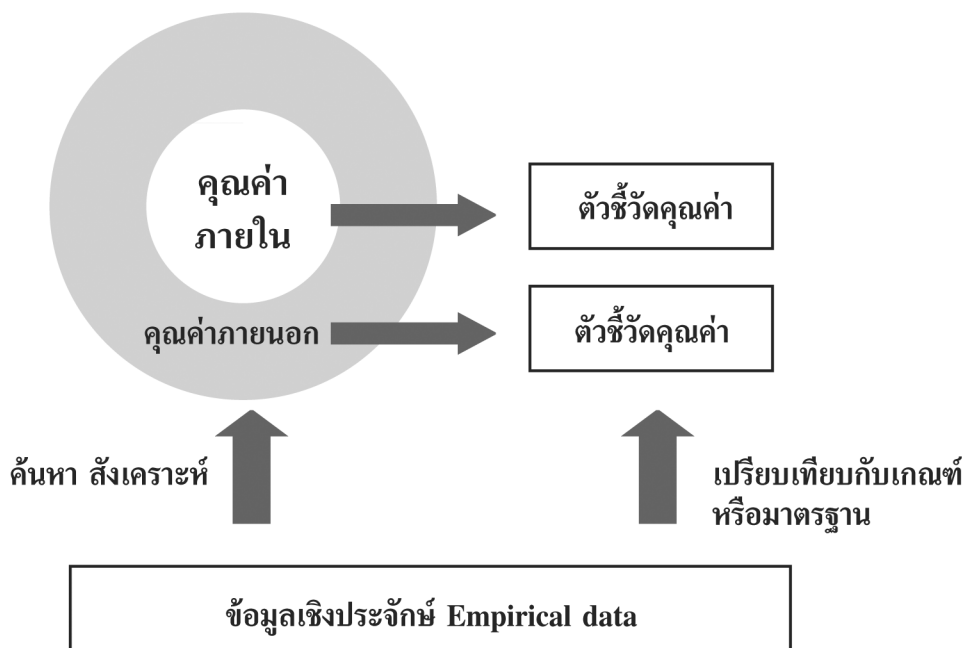 คุณค่า
ภายใน
ตัวชี้วัดคุณค่า
คุณค่าภายนอก
ตัวชี้วัดคุณค่า
ค้นหา สังเคราะห์
เปรียบเทียบกับเกณฑ์
หรือมาตรฐาน
ข้อมูลเชิงประจักษ์ Empirical data